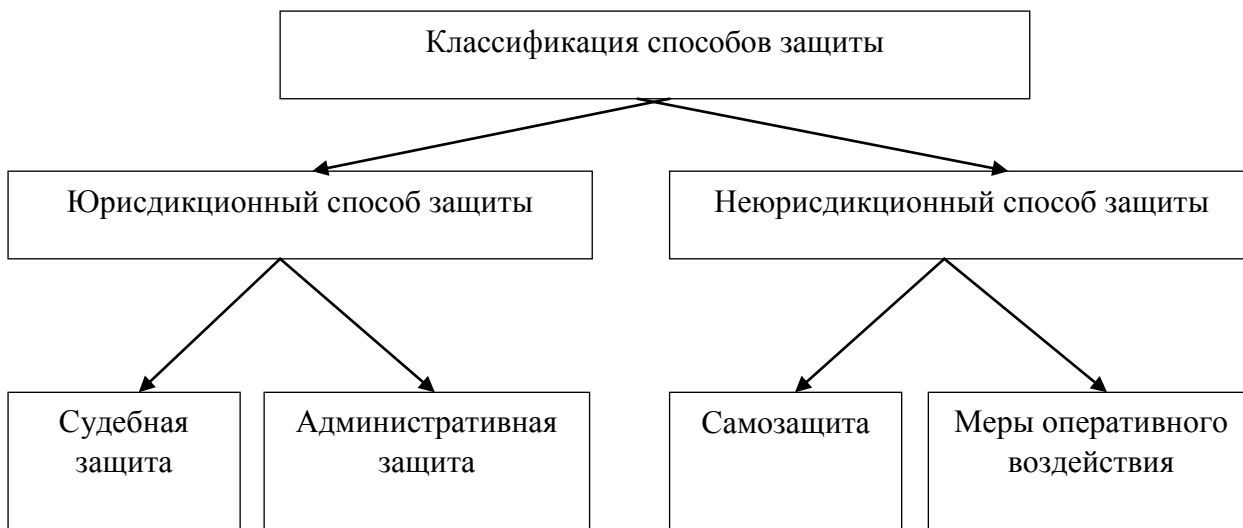 Классификация способов защиты
Юрисдикционный способ защиты
Неюрисдикционный способ защиты
Судебная
защита
Административная
защита
Самозащита
Меры оперативного
воздействия